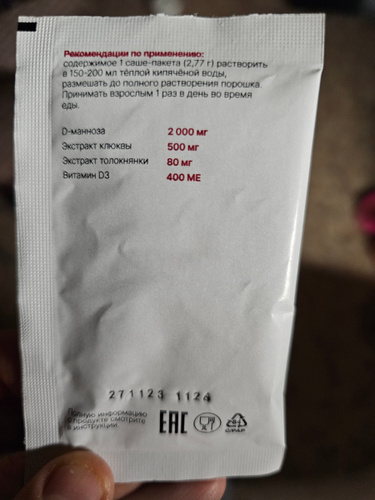 Рекомендации по применению:
содержимое 1 саше-пакета (2,77 г) растворить
в 150-200 мл тёплой кипячёной воды,
размешать до полного растворения порошка.
Принимать взрослым 1 раз в день во время
еды.
D-манноза 2 000 мг
Экстракт клюквы 500 мг
Экстракт толокнянки 80 мг
Витамин D3 400 МЕ
271123 1124
Полную информацию
о продукте смотрите
в инструкции.
EAC
C/PAP